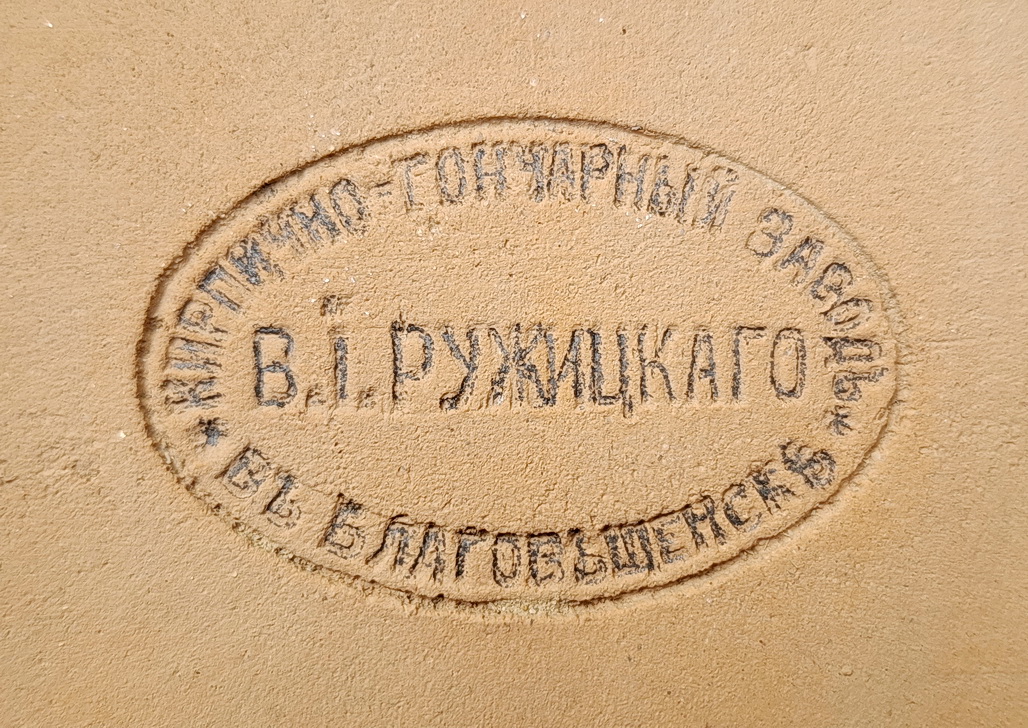 КИРПИЧНО-ГОНЧАРНЫЙ ЗАВОДЪ
В.Ї.РУЖИЦКАГО
* ВЪ БЛАГОВѢЩЕНСКѢ *